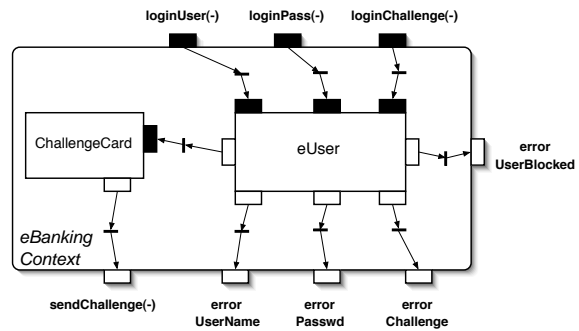 loginUser(-) loginPass(-) loginChallenge(-)
ChallengeCard
eUser
error
UserBlocked
eBanking
Context
sendChallenge(-)
error
UserName
error
Passwd
error
Challenge